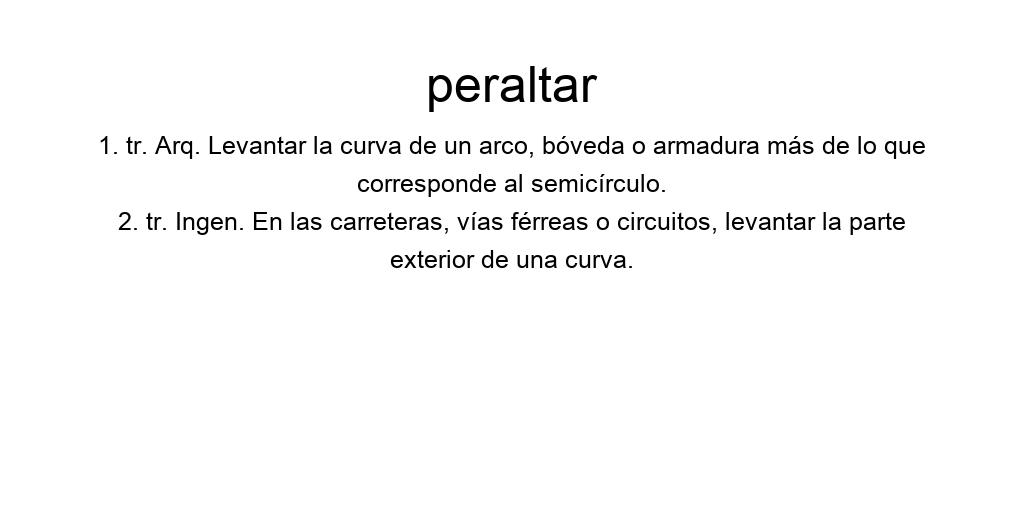 peraltar
1. tr. Arq. Levantar la curva de un arco, bóveda o armadura más de lo que
corresponde al semicírculo.
2. tr. Ingen. En las carreteras, vías férreas o circuitos, levantar la parte
exterior de una curva.